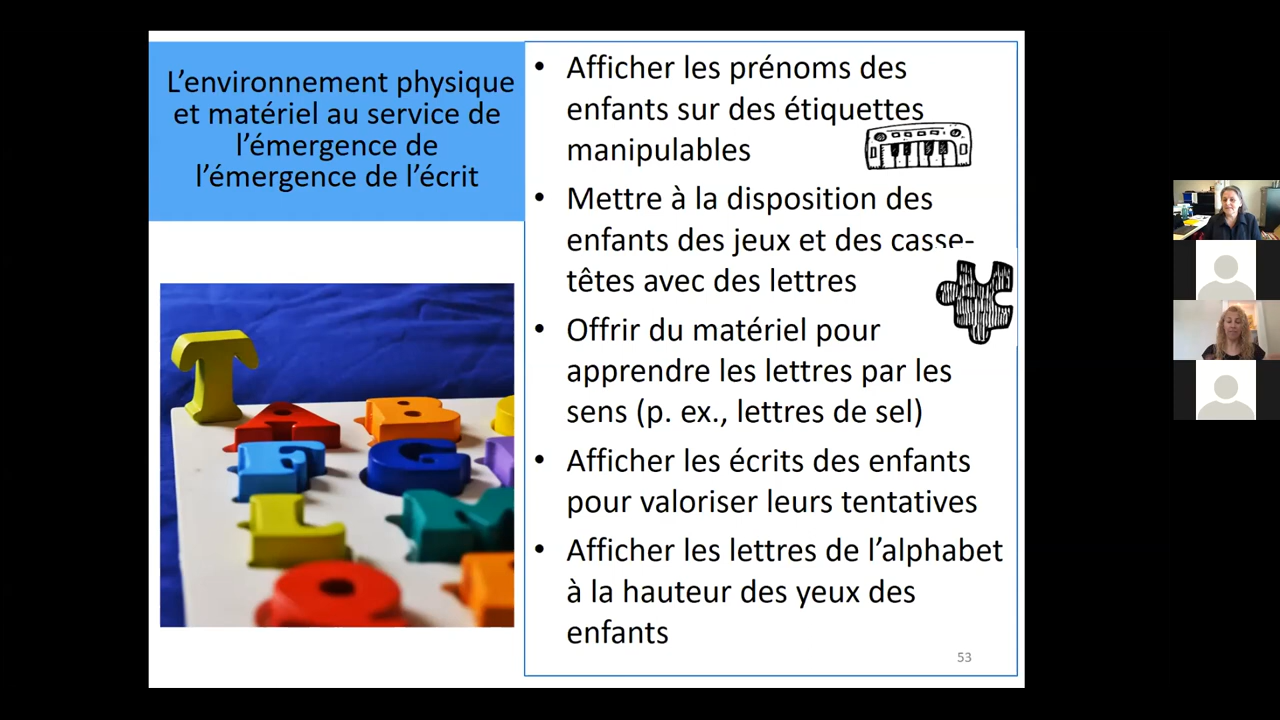 L'environnement physique
et matériel au service de
l'émergence de
l'émergence de l'écrit
• Afficher les prénoms des
enfants sur des étiquettes
manipulables
• Mettre à la disposition des
enfants des jeux et des casse-
têtes avec des lettres
• Offrir du matériel pour
apprendre les lettres par les
sens (p. ex., lettres de sel)
• Afficher les écrits des enfants
pour valoriser leurs tentatives
• Afficher les lettres de l'alphabet
à la hauteur des yeux des
enfants
53
T
A B
F G
L